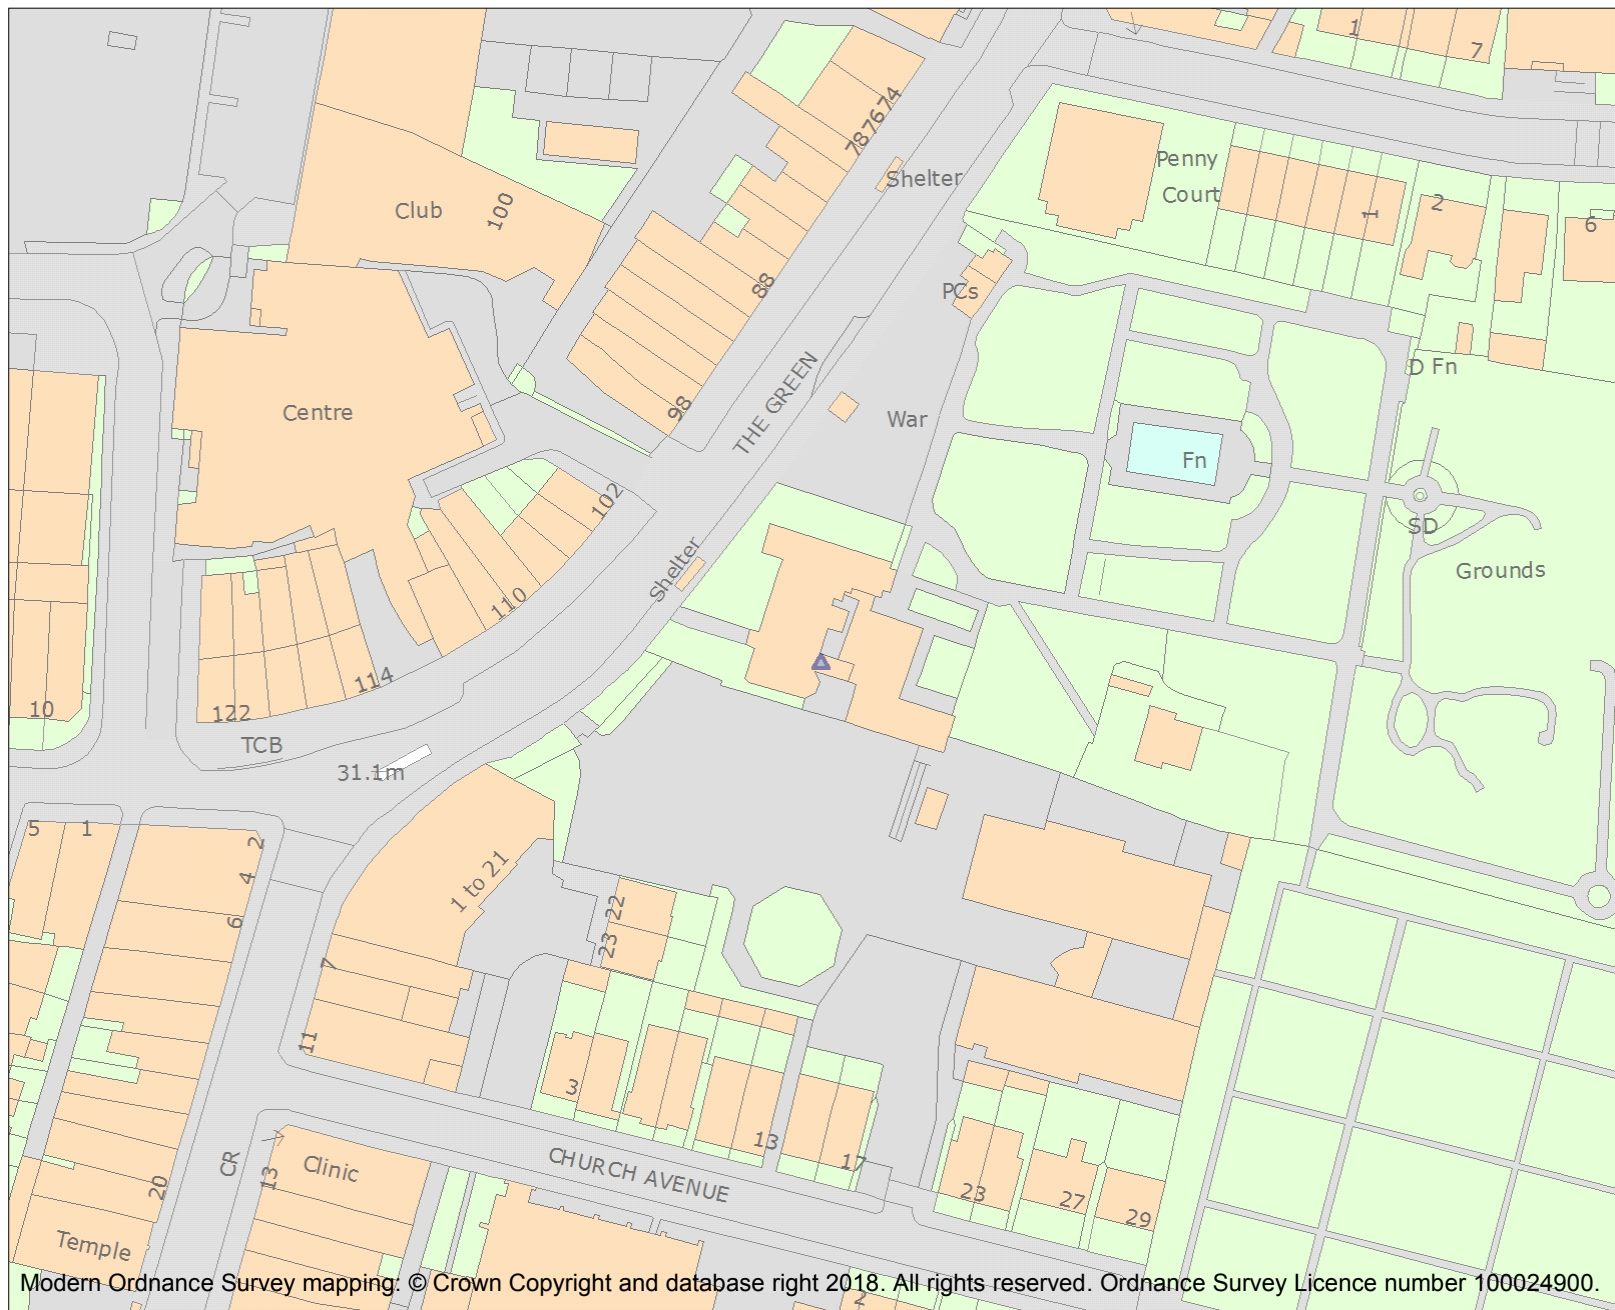 1
7
787674
Shelter
Penny
Court
1
2
6
Club
100
88
PCs
D Fn
Centre
98
THE GREEN
War
Fn
102
SD
Shelter
Grounds
110
114
10
122
TCB
31.1m
5
1
2
4
6
1 to 21
22
23
7
11
3
13
17
CHURCH AVENUE
CR
13
Clinic
20
23
27
29
Temple
2
Modern Ordnance Survey mapping: © Crown Copyright and database right 2018. All rights reserved. Ordnance Survey Licence number 100024900.